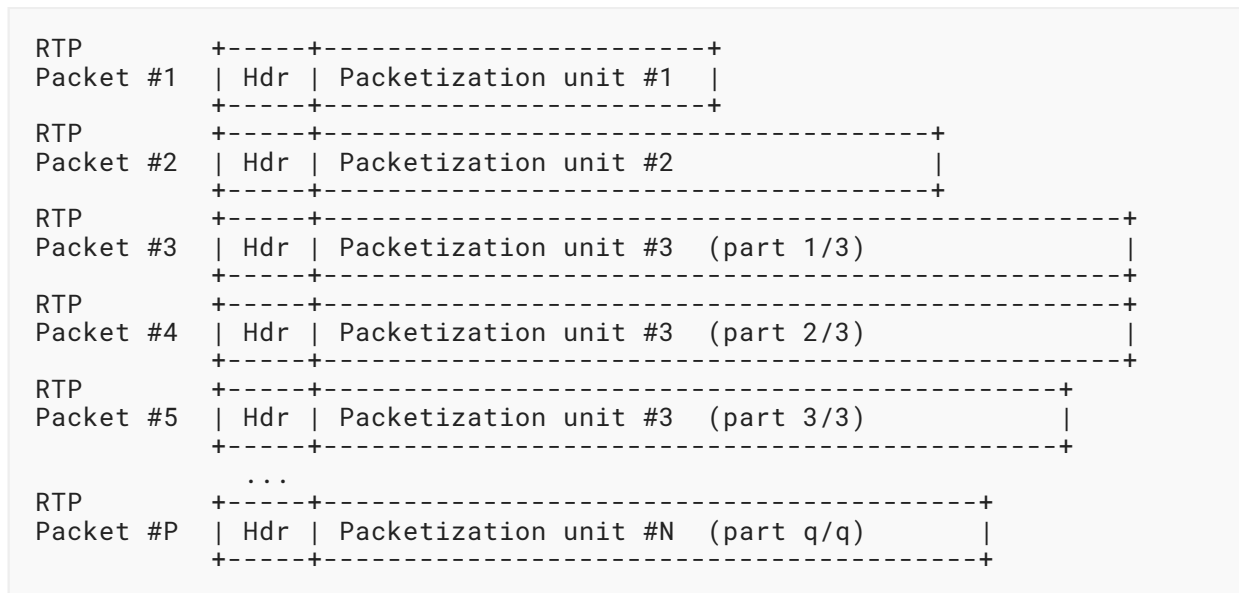 RTP           +-----+------------------------+
Packet #1  | Hdr | Packetization unit #1  |
           +-----+------------------------+
RTP        +-----+--------------------------------------+
Packet #2  | Hdr | Packetization unit #2                |
           +-----+--------------------------------------+
RTP        +-----+--------------------------------------------------+
Packet #3  | Hdr | Packetization unit #3  (part 1/3)                |
           +-----+--------------------------------------------------+
RTP        +-----+--------------------------------------------------+
Packet #4  | Hdr | Packetization unit #3  (part 2/3)                |
           +-----+--------------------------------------------------+
RTP        +-----+----------------------------------------------+
Packet #5  | Hdr | Packetization unit #3  (part 3/3)            |
           +-----+----------------------------------------------+
             ...
RTP        +-----+-----------------------------------------+
Packet #P  | Hdr | Packetization unit #N  (part q/q)       |
           +-----+-----------------------------------------+